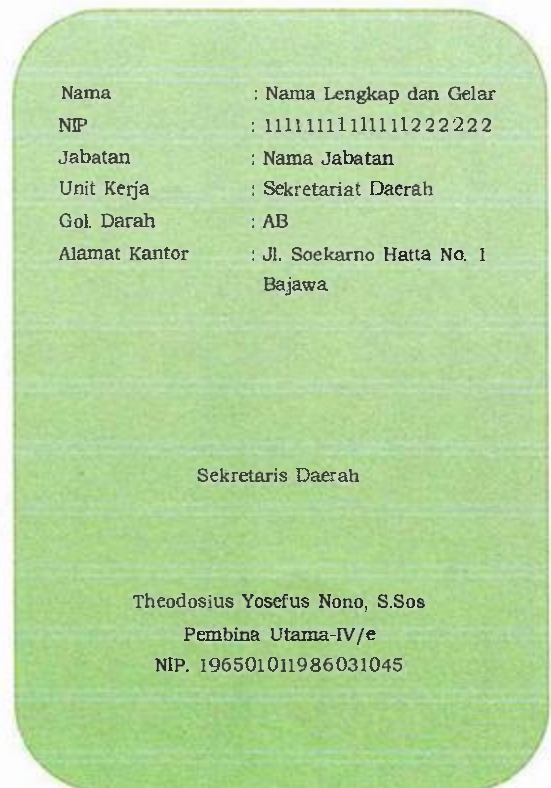 Nama : Nama Lengkap dan Gelar
NIP : 111111111111111222222
Jabatan : Nama Jabatan
Unit Kerja : Sekretariat Daerah
Gol. Darah : AB
Alamat Kantor : Jl. Soekarno Hatta No. 1
Bajawa
Sekretaris Daerah
Theodosius Yosefus Nono, S.Sos
Pembina Utama-IV/e
NIP. 196501011986031045